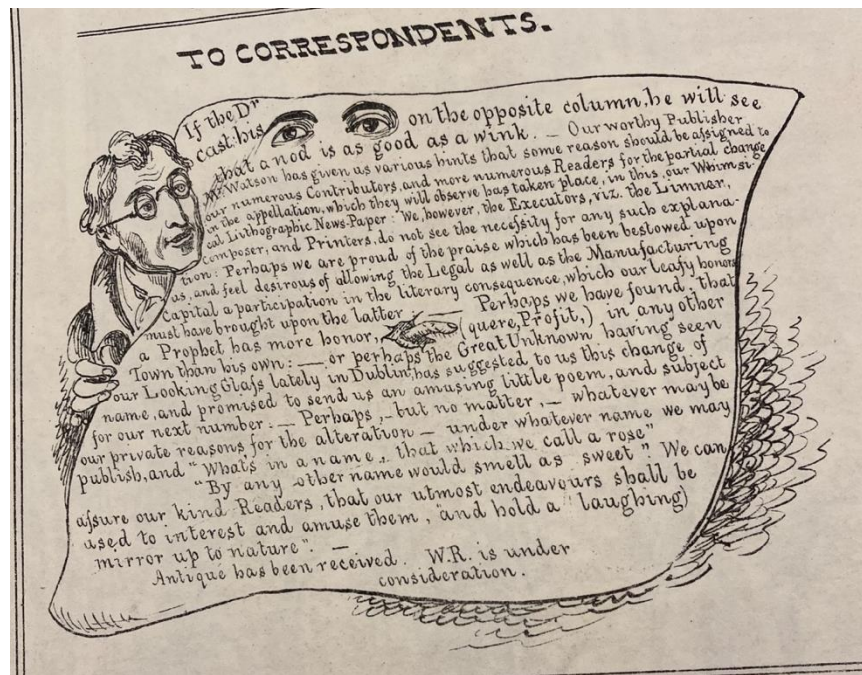 TO CORRESPONDENTS.
If the Dr
cast his on the opposite column, he will see
that a nod is as good as a wink. — Our worthy Publisher
Mr Watson has given us various hints that some reason should be aſsigned to
our numerous Contributors, and more numerous Readers for the partial change
in the appellation, which they will observe has taken place, in this, our Whimsi-
cal Lithographic News-Paper: We, however, the Executors, viz. the Limner,
Composer, and Printers, do not see the neceſsity for any such explana-
tion: Perhaps we are proud of the praise which has been bestowed upon
us, and feel desirous of allowing the Legal as well as the Manufacturing
Capital a participation in the literary consequence, which our leafy honors
must have brought upon the latter — Perhaps we have found, that
a Prophet has more honor, (quere, Profit,) in any other
Town than his own: — or perhaps the Great Unknown having seen
our Looking Glaſs lately in Dublin, has suggested to us this change of
name, and promised to send us an amusing little poem, and subject
for our next number. — Perhaps, — but no matter, — whatever may be
our private reasons for the alteration — under whatever name we may
publish, and "What's in a name, that which we call a rose"
"By any other name would smell as sweet". We can
aſsure our kind Readers, that our utmost endeavours shall be
used to interest and amuse them, "and hold a (laughing)
mirror up to nature". —
Antique has been received. W.R. is under
consideration.